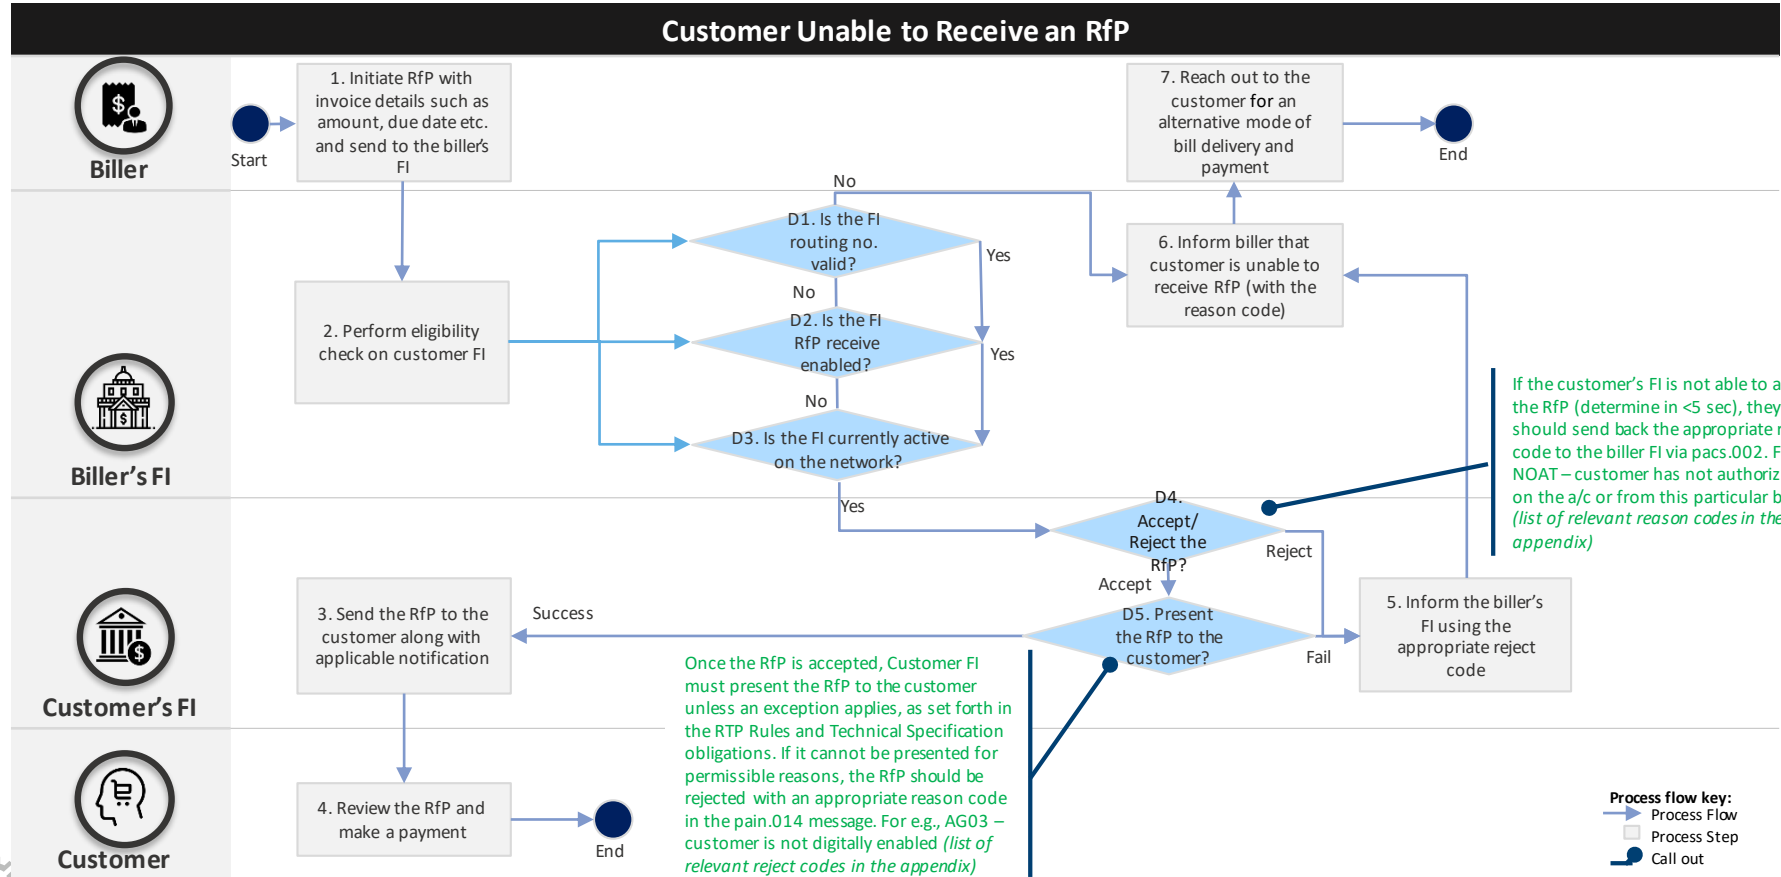 Customer Unable to Receive an RfP
Biller
Start
1. Initiate RfP with
invoice details such as
amount, due date etc.
and send to the biller's
FI
7. Reach out to the
customer for an
alternative mode of
bill delivery and
payment
End
Biller's FI
2. Perform eligibility
check on customer FI
No
D1. Is the FI
routing no.
valid?
Yes
No
D2. Is the FI
RfP receive
enabled?
Yes
No
D3. Is the FI currently active
on the network?
Yes
6. Inform biller that
customer is unable to
receive RfP (with the
reason code)
If the customer's FI is not able to a
the RfP (determine in <5 sec), they
should send back the appropriate r
code to the biller FI via pacs.002. F
NOAT – customer has not authoriz
on the a/c or from this particular b
(list of relevant reason codes in the
appendix)
Customer's FI
D4.
Accept/
Reject the
RfP?
Reject
Accept
D5. Present
the RfP to the
customer?
Success
Fail
3. Send the RfP to the
customer along with
applicable notification
5. Inform the biller's
FI using the
appropriate reject
code
Once the RfP is accepted, Customer FI
must present the RfP to the customer
unless an exception applies, as set forth in
the RTP Rules and Technical Specification
obligations. If it cannot be presented for
permissible reasons, the RfP should be
rejected with an appropriate reason code
in the pain.014 message. For e.g., AG03 –
customer is not digitally enabled (list of
relevant reject codes in the appendix)
Customer
4. Review the RfP and
make a payment
End
Process flow key:
Process Flow
Process Step
Call out